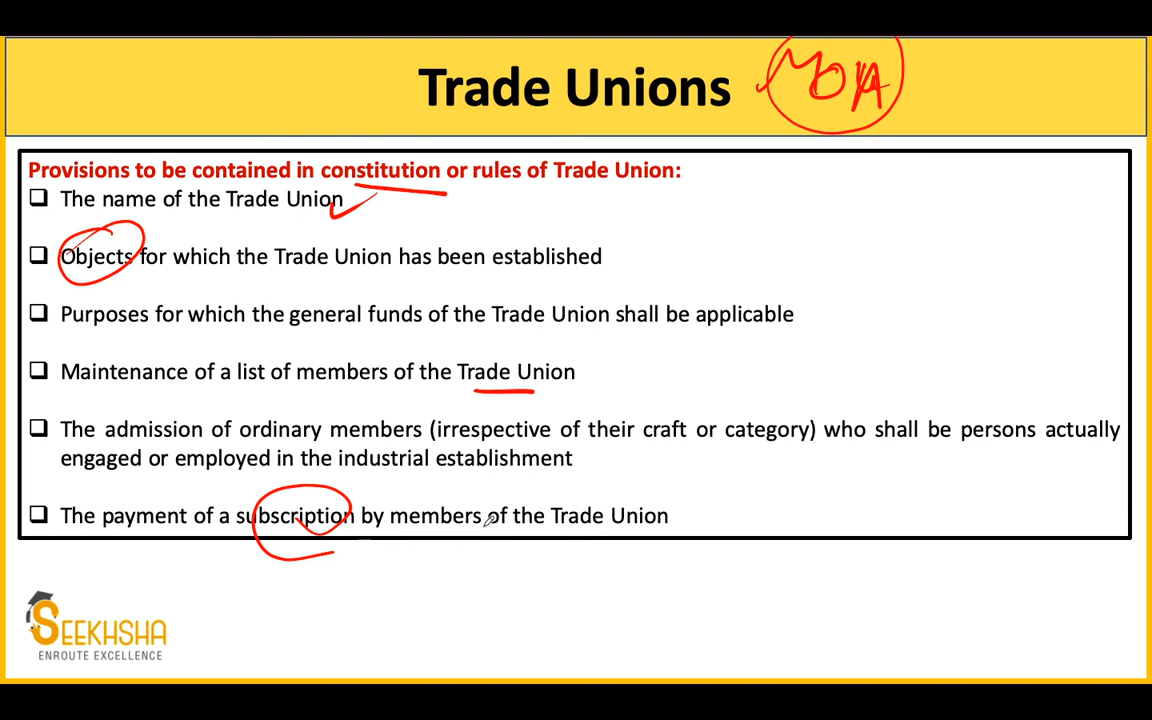 Trade Unions
MOA
Provisions to be contained in constitution or rules of Trade Union:
❑ The name of the Trade Union
❑ Objects for which the Trade Union has been established
❑ Purposes for which the general funds of the Trade Union shall be applicable
❑ Maintenance of a list of members of the Trade Union
❑ The admission of ordinary members (irrespective of their craft or category) who shall be persons actually
engaged or employed in the industrial establishment
❑ The payment of a subscription by members of the Trade Union
SEEKHSHA
ENROUTE EXCELLENCE